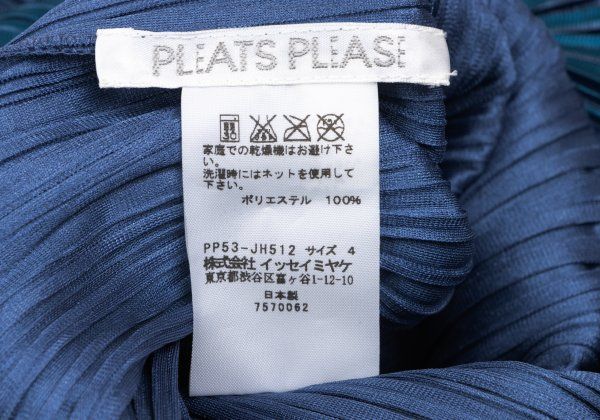 PLEATS PLEASE
家庭での乾燥機はお避け下さ
い。
洗濯時にはネットを使用して下
さい。
ポリエステル 100%
PP53-JH512 サイズ 4
株式会社 イッセイミヤケ
東京都渋谷区富ヶ谷1-12-10
日本製
7570062